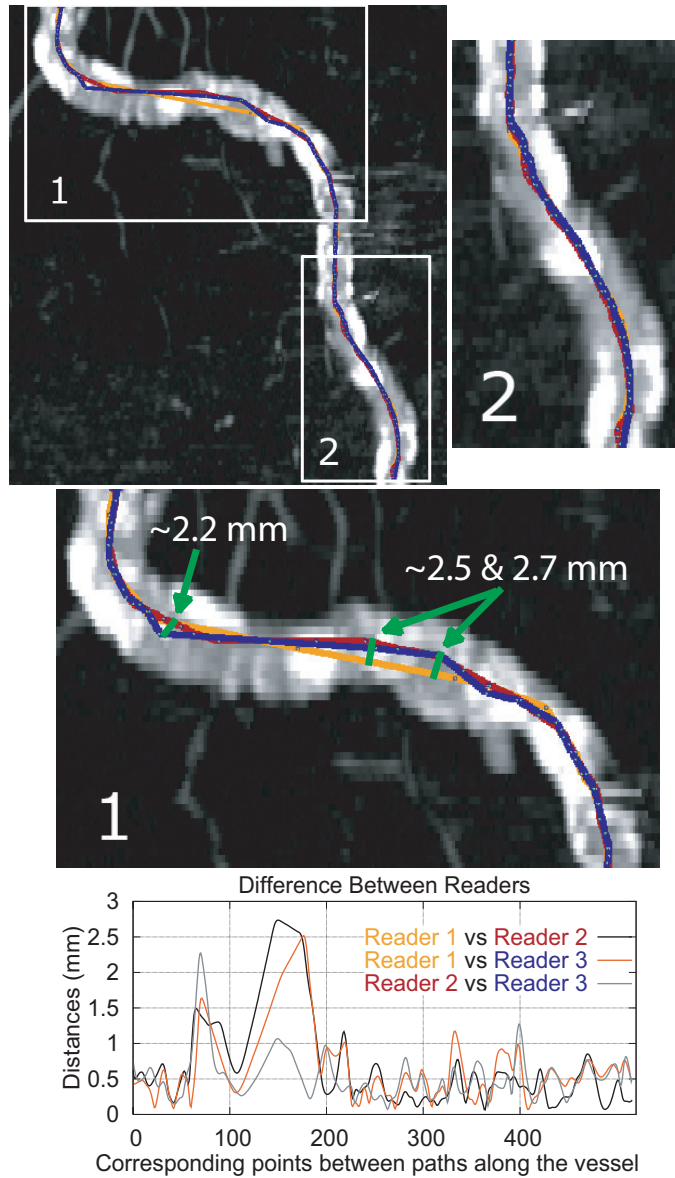 1
2
2
~2.2 mm
~2.5 & 2.7 mm
1
Difference Between Readers
Distances (mm)
3
2.5
2
1.5
1
0.5
0
Reader 1 vs Reader 2
Reader 1 vs Reader 3
Reader 2 vs Reader 3
0 100 200 300 400
Corresponding points between paths along the vessel